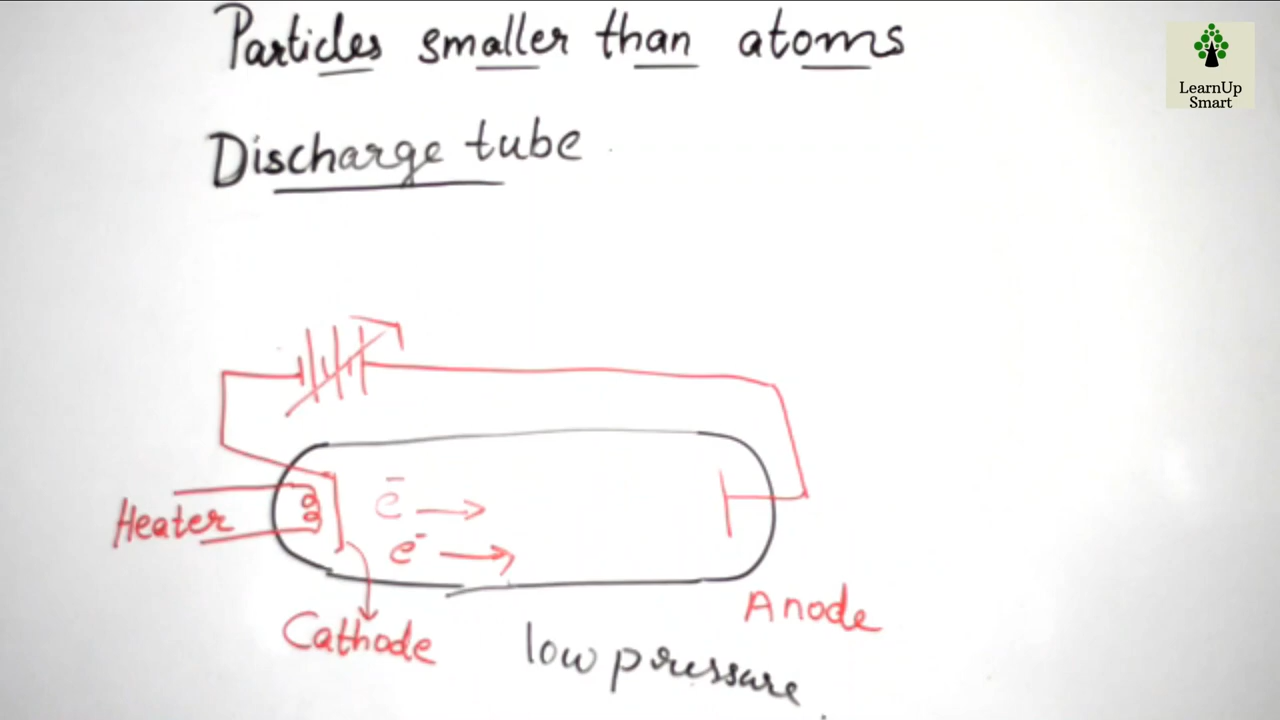 Particles smaller than atoms
LearnUp
Smart
Discharge tube
e-
e-
Heater
Cathode
Anode
low pressure